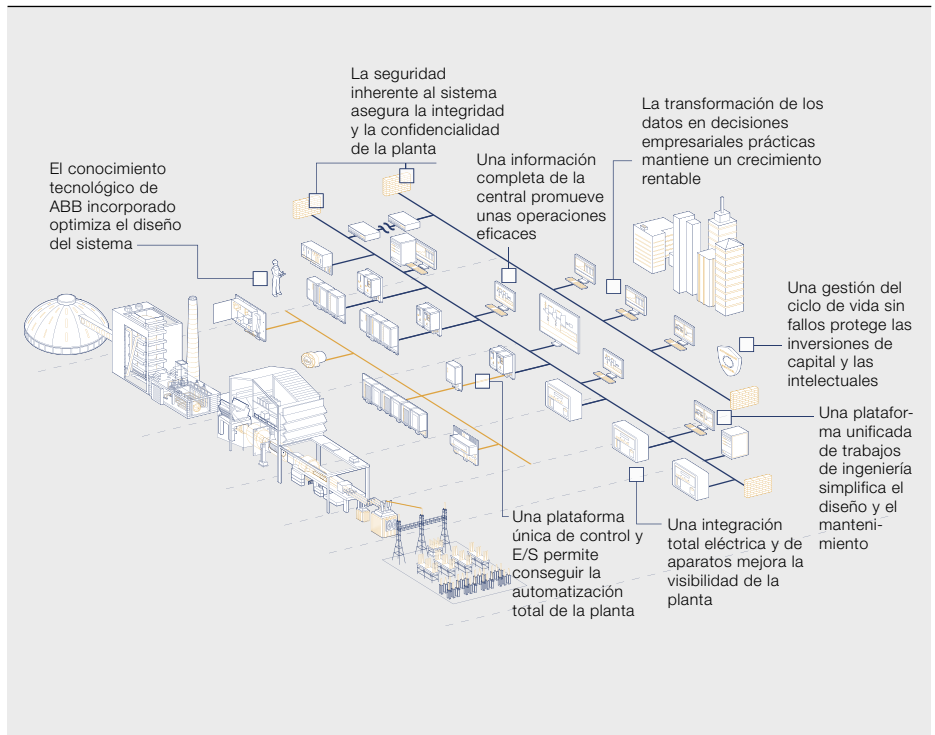 La seguridad
inherente al sistema
asegura la integridad
y la confidencialidad
de la planta
La transformación de los
datos en decisiones
empresariales prácticas
mantiene un crecimiento
rentable
Una información
completa de la
central promueve
unas operaciones
eficaces
El conocimiento
tecnológico de
ABB incorporado
optimiza el diseño
del sistema
Una gestión del
ciclo de vida sin
fallos protege las
inversiones de
capital y las
intelectuales
Una platafor-
ma unificada
de trabajos
de ingeniería
simplifica el
diseño y el
manteni-
miento
Una plataforma
única de control y
E/S permite
conseguir la
automatización
total de la planta
Una integración
total eléctrica y de
aparatos mejora la
visibilidad de la
planta